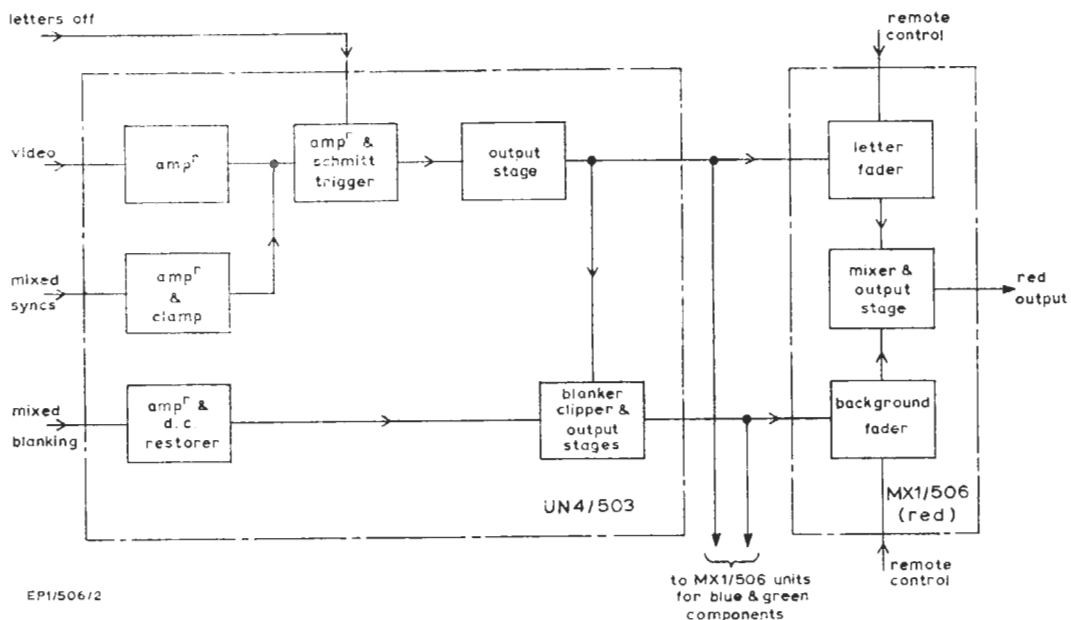 letters off
remote
control
video
ampʳ
ampʳ &
schmitt
trigger
output
stage
letter
fader
mixed
syncs
ampʳ
&
clamp
mixer &
output
stage
red
output
mixed
blanking
ampʳ &
d.c.
restorer
blanker
clipper &
output
stages
background
fader
UN4/503
MX1/506
(red)
remote
control
to MX1/506 units
for blue & green
components
EP1/506/2